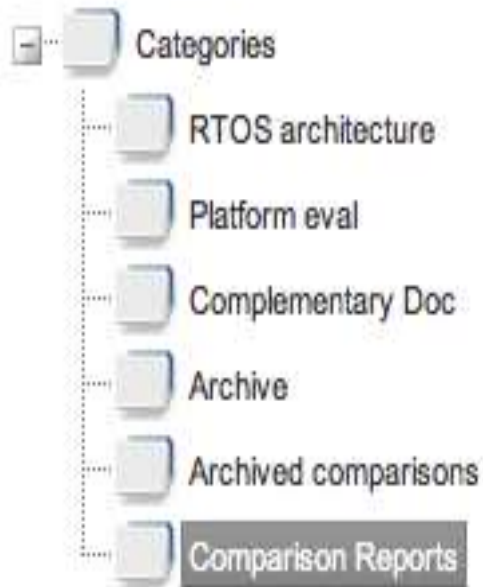 Categories
RTOS architecture
Platform eval
Complementary Doc
Archive
Archived comparisons
Comparison Reports